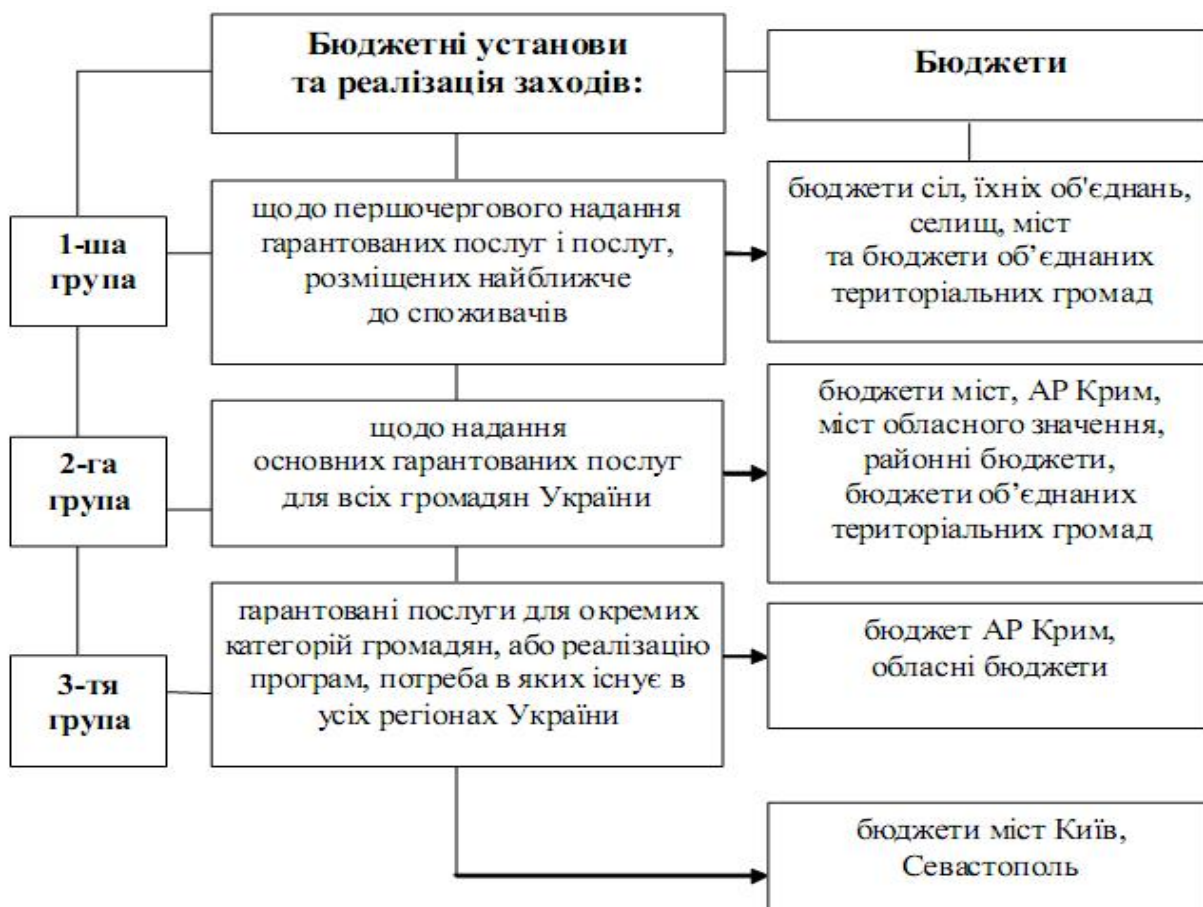 Бюджетні установи
та реалізація заходів:
Бюджети
1-ша
група
щодо першочергового надання
гарантованих послуг і послуг,
розміщених найближче
до споживачів
бюджети сіл, їхніх об'єднань,
селищ, міст
та бюджети об’єднаних
територіальних громад
2-га
група
щодо надання
основних гарантованих послуг
для всіх громадян України
бюджети міст, АР Крим,
міст обласного значення,
районні бюджети,
бюджети об’єднаних
територіальних громад
3-тя
група
гарантовані послуги для окремих
категорій громадян, або реалізацію
програм, потреба в яких існує в
усіх регіонах України
бюджет АР Крим,
обласні бюджети
бюджети міст Київ,
Севастополь